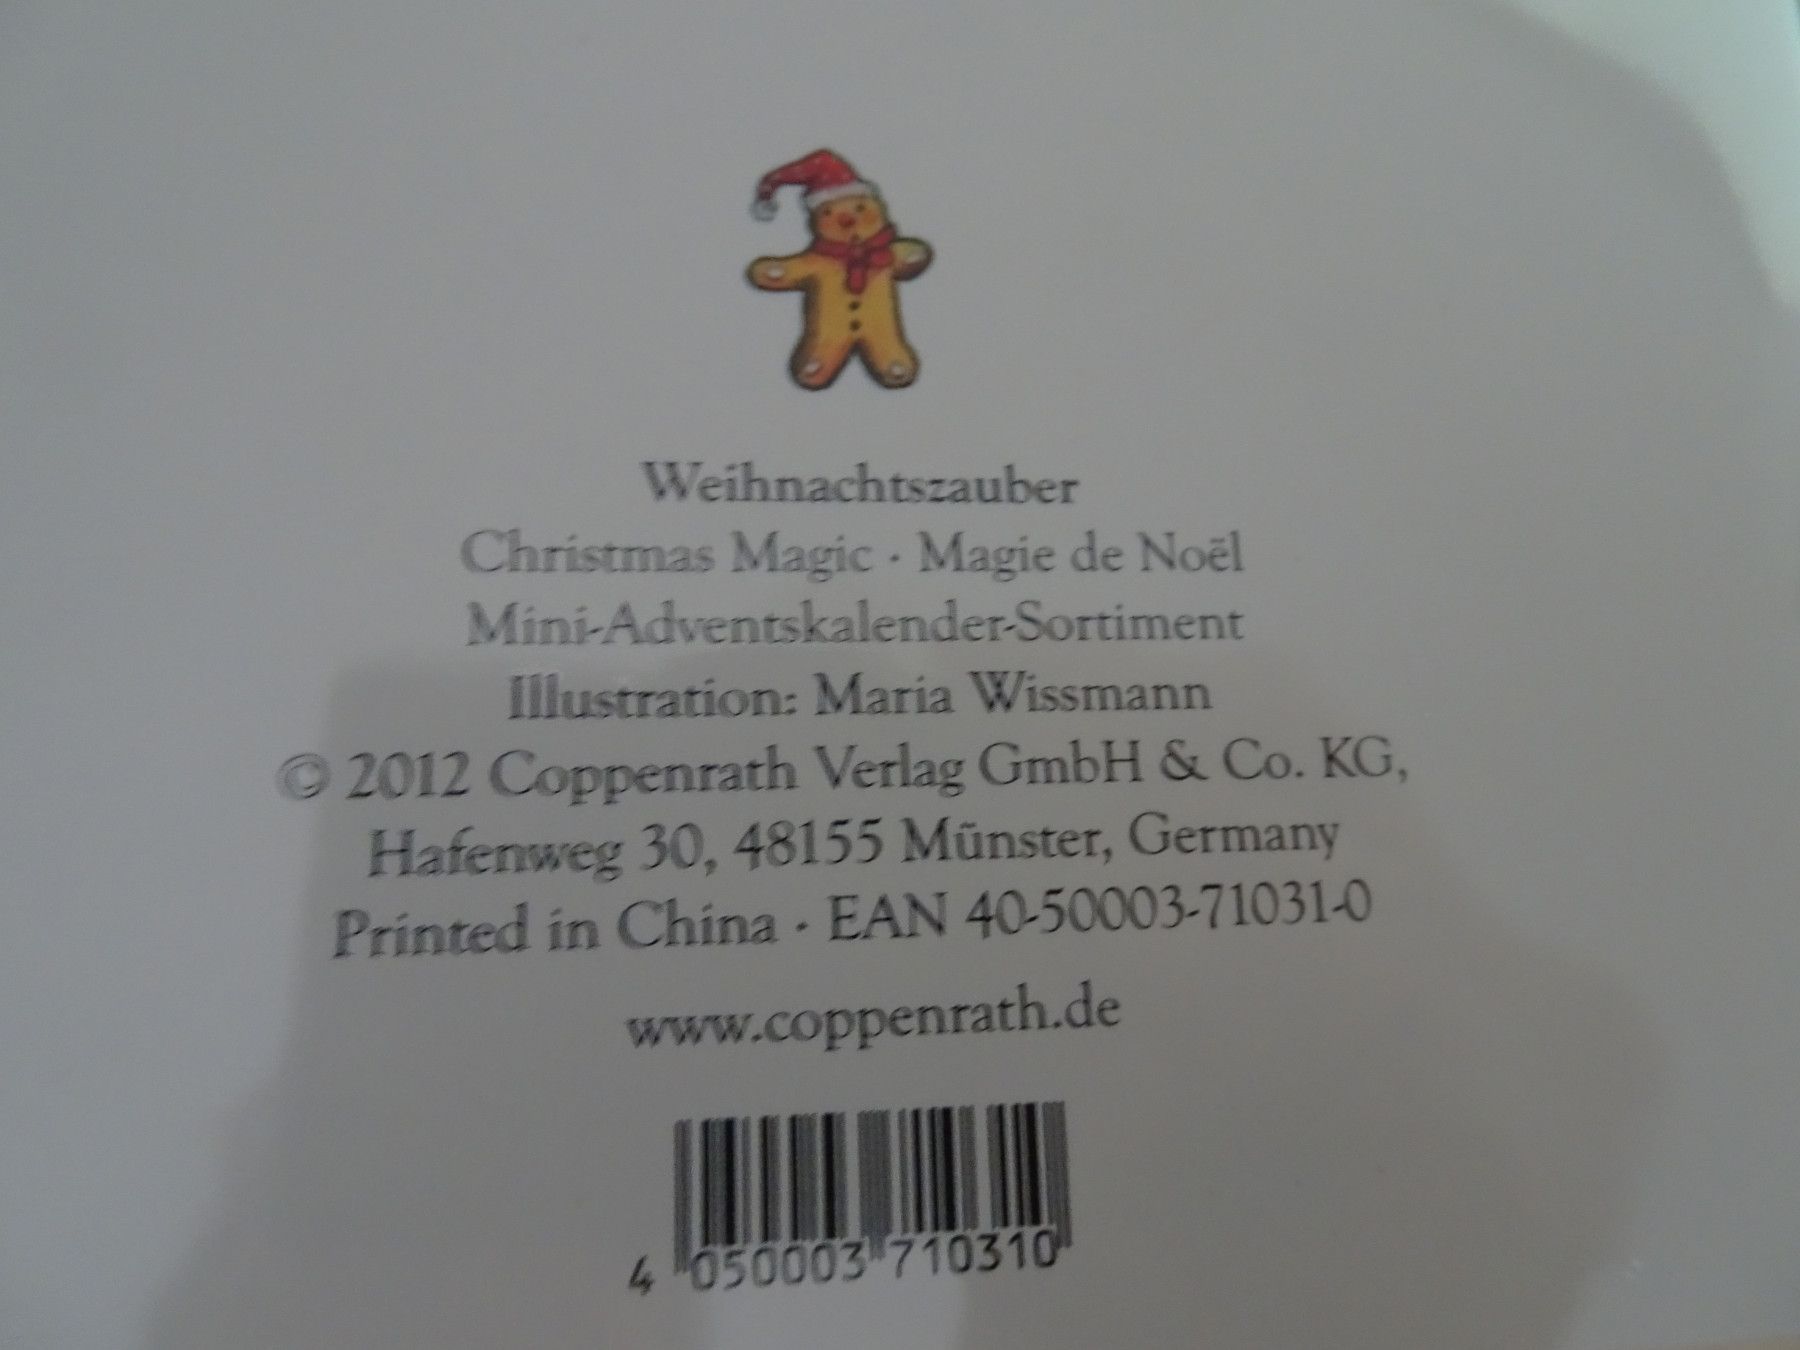 Weihnachtszauber
Christmas Magic · Magie de Noël
Mini-Adventskalender-Sortiment
Illustration: Maria Wissmann
© 2012 Coppenrath Verlag GmbH & Co. KG,
Hafenweg 30, 48155 Münster, Germany
Printed in China · EAN 40-50003-71031-0
www.coppenrath.de
4 050003 710310